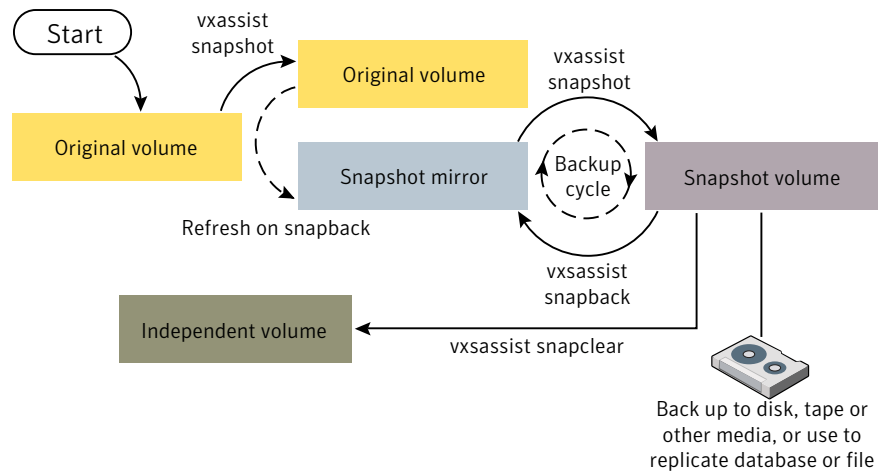 Start
vxassist
snapshot
Original volume
Original volume
vxassist
snapshot
Snapshot mirror
Backup
cycle
Snapshot volume
Refresh on snapback
vxsassist
snapback
Independent volume
vxsassist snapclear
Back up to disk, tape or
other media, or use to
replicate database or file